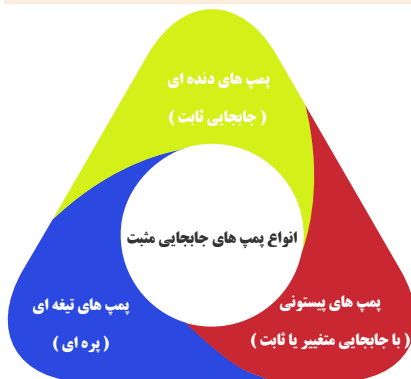 پمپ های دنده ای
( جابجایی ثابت )
انواع پمپ های جابجایی مثبت
پمپ های تیغه ای
( پره ای )
پمپ های پیستونی
( با جابجایی متغییر یا ثابت )